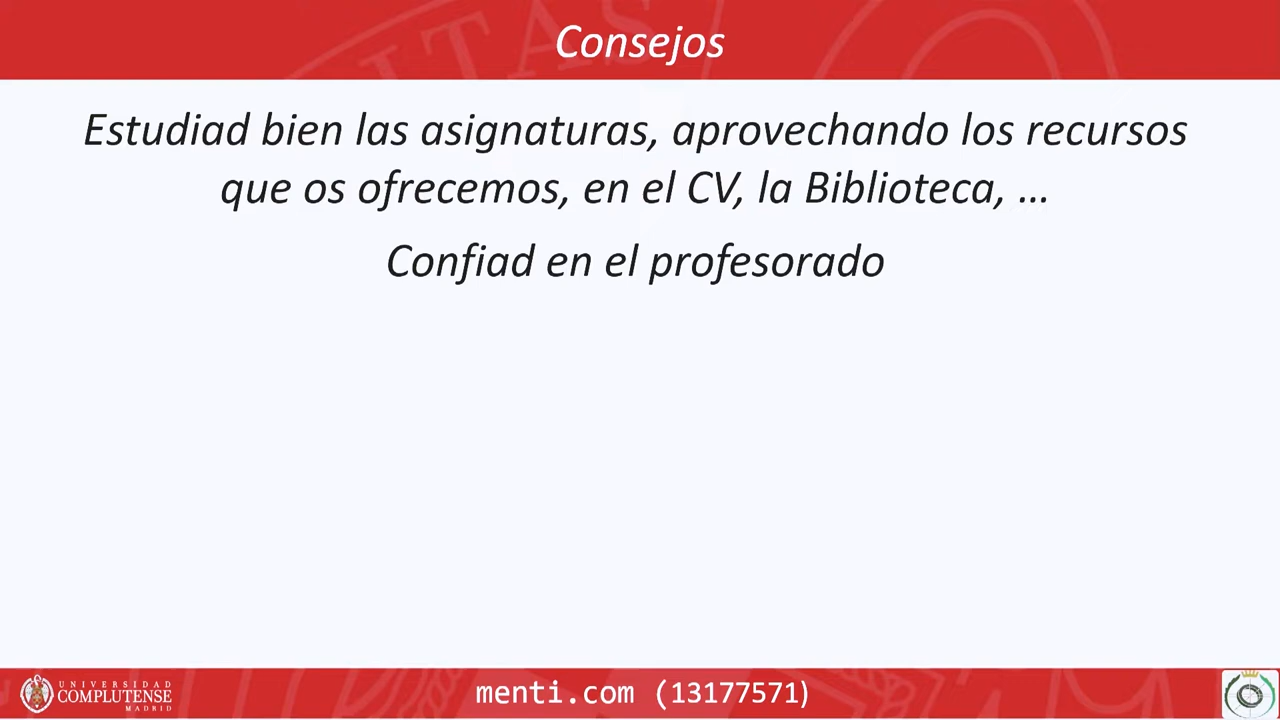 Consejos
Estudiad bien las asignaturas, aprovechando los recursos
que os ofrecemos, en el CV, la Biblioteca, ...
Confiad en el profesorado
UNIVERSIDAD
COMPLUTENSE
MADRID
menti.com (13177571)